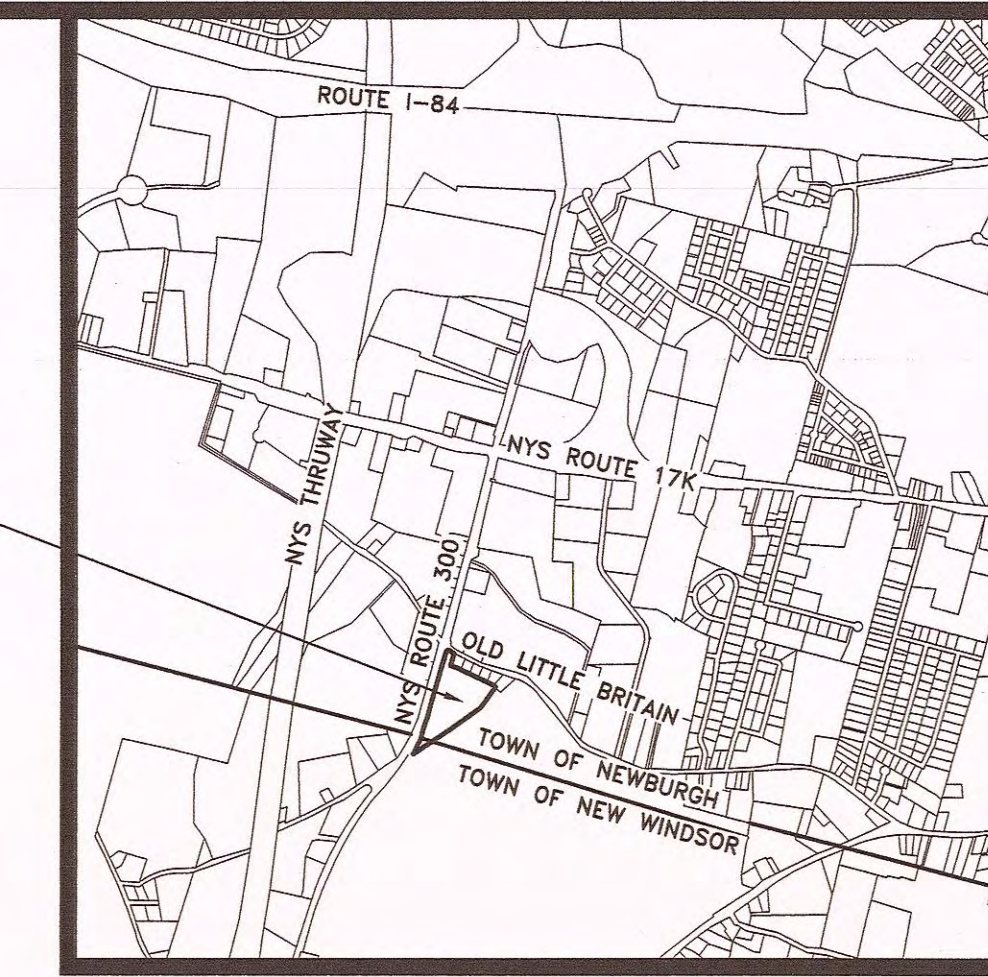 ROUTE I-84
NYS THRUWAY
NYS ROUTE 17K
NYS ROUTE 300
OLD LITTLE BRITAIN
TOWN OF NEWBURGH
TOWN OF NEW WINDSOR